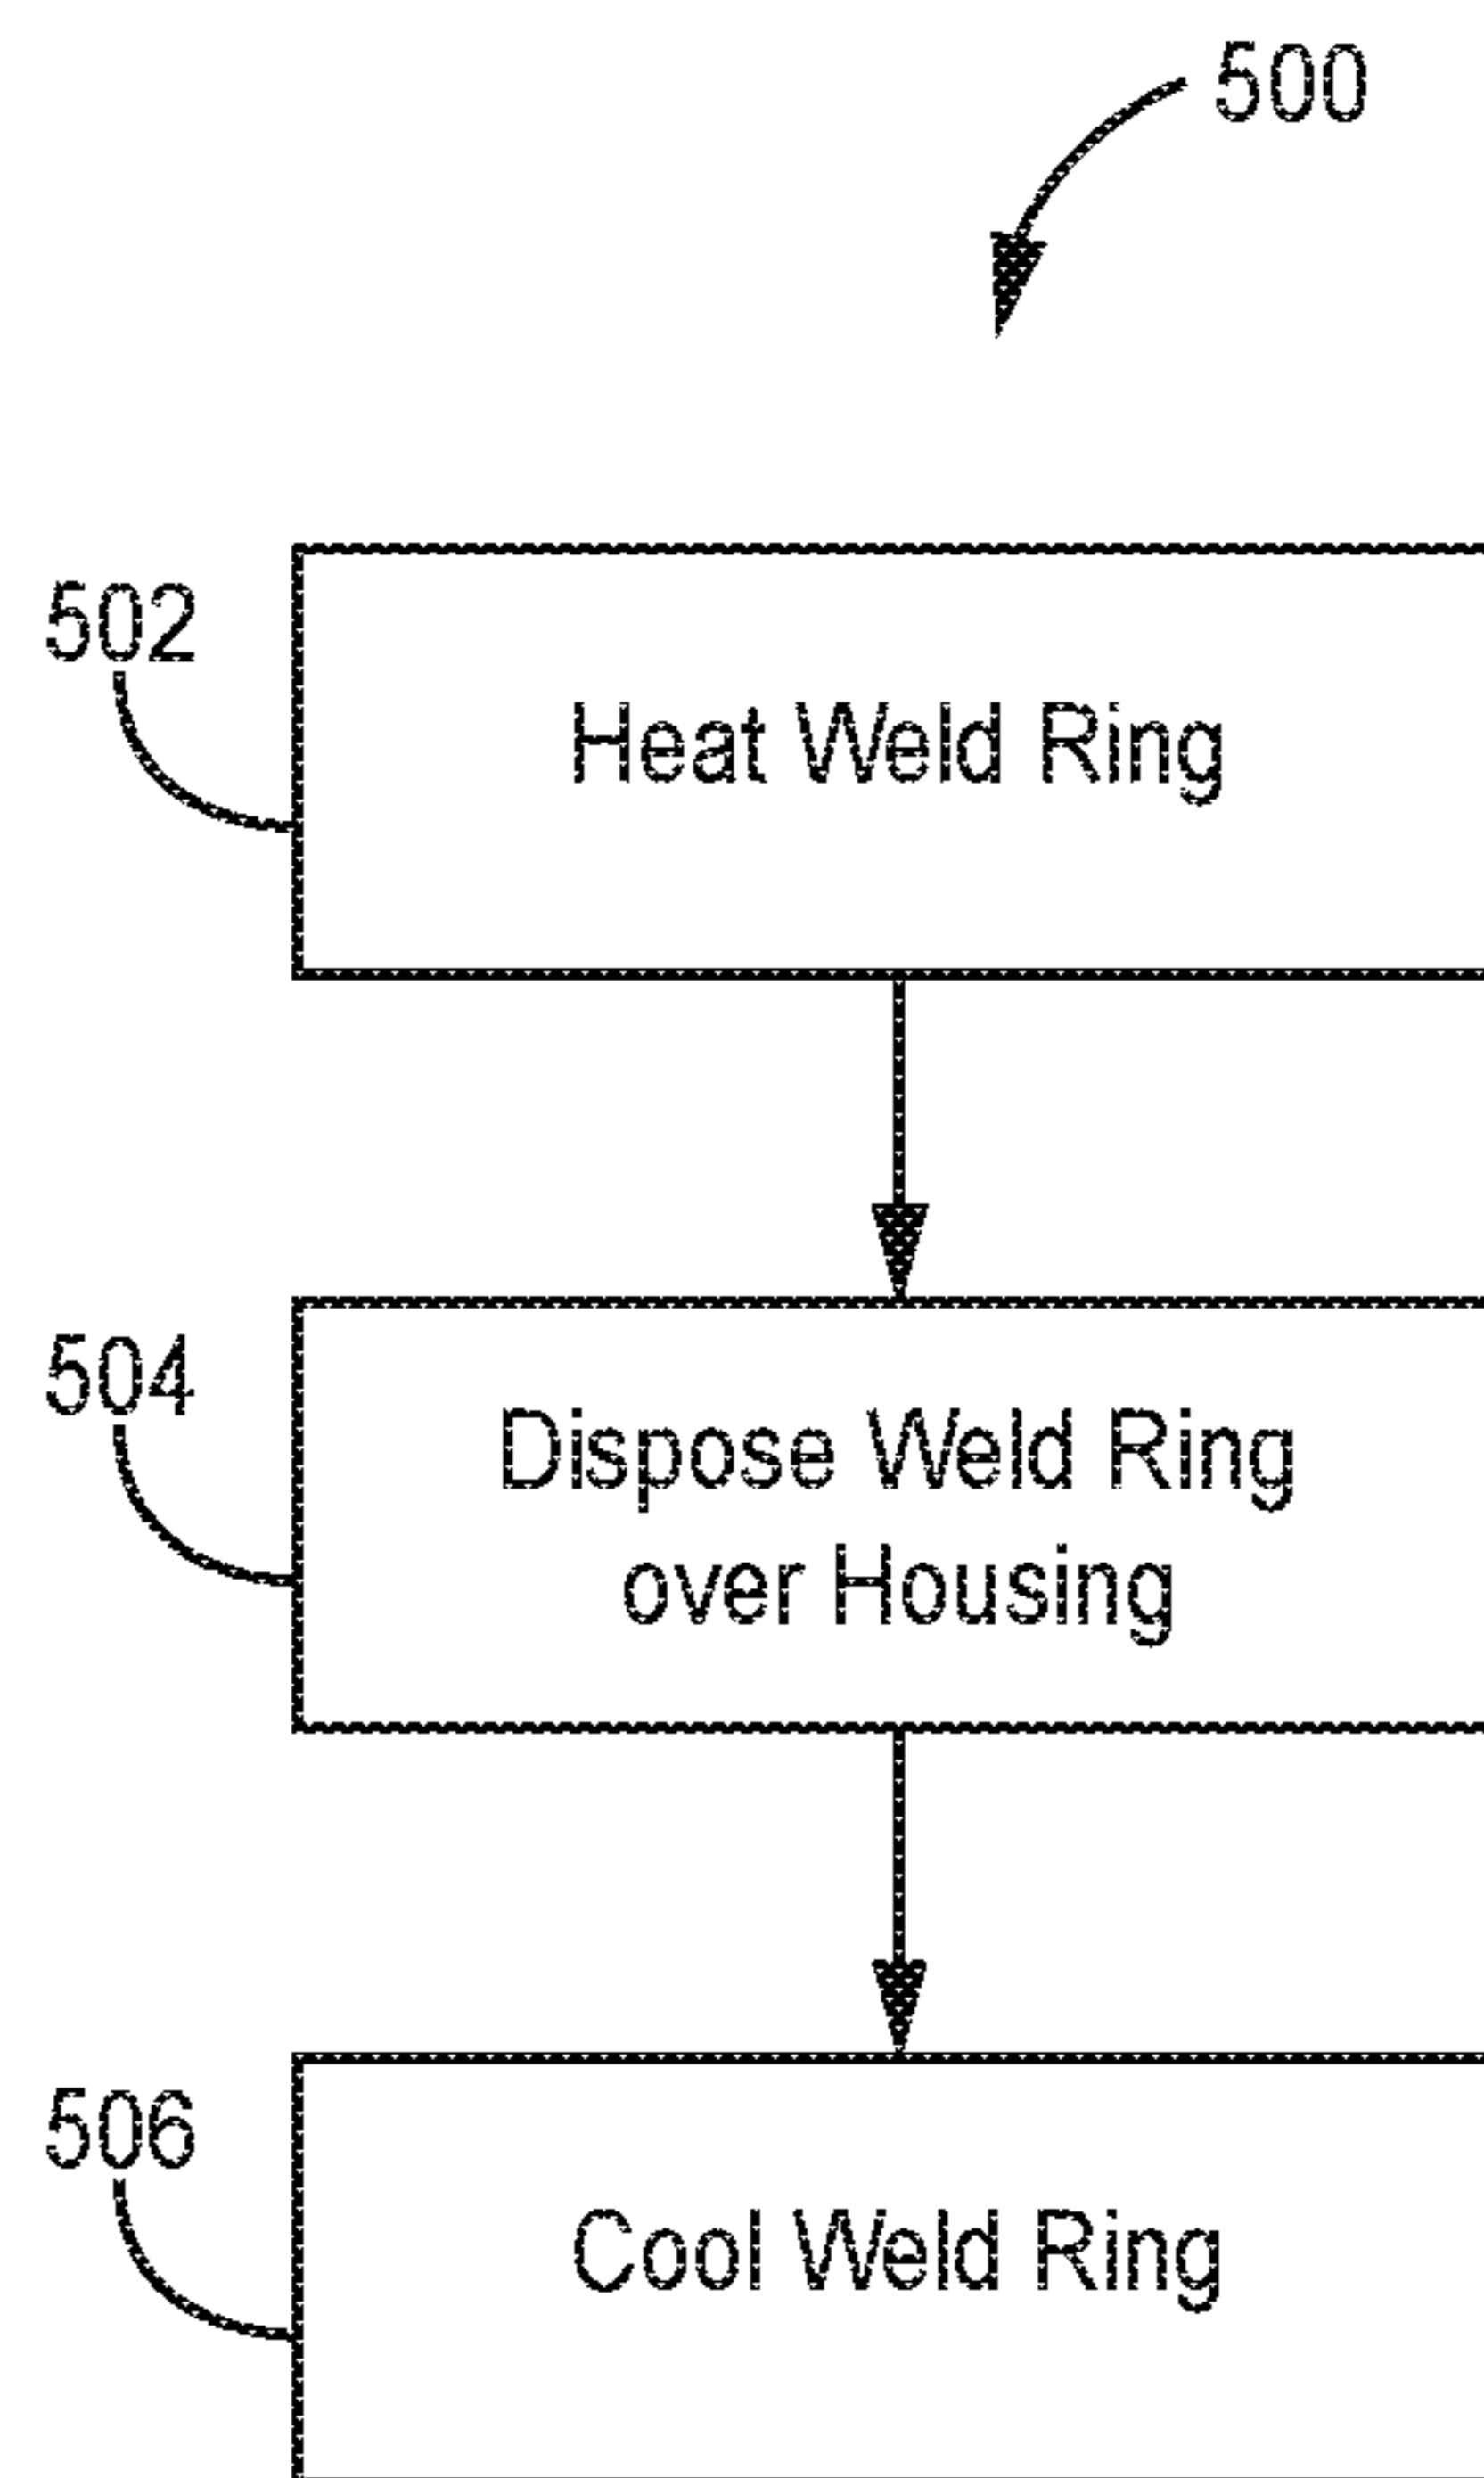 500
502
Heat Weld Ring
504
Dispose Weld Ring
over Housing
506
Cool Weld Ring